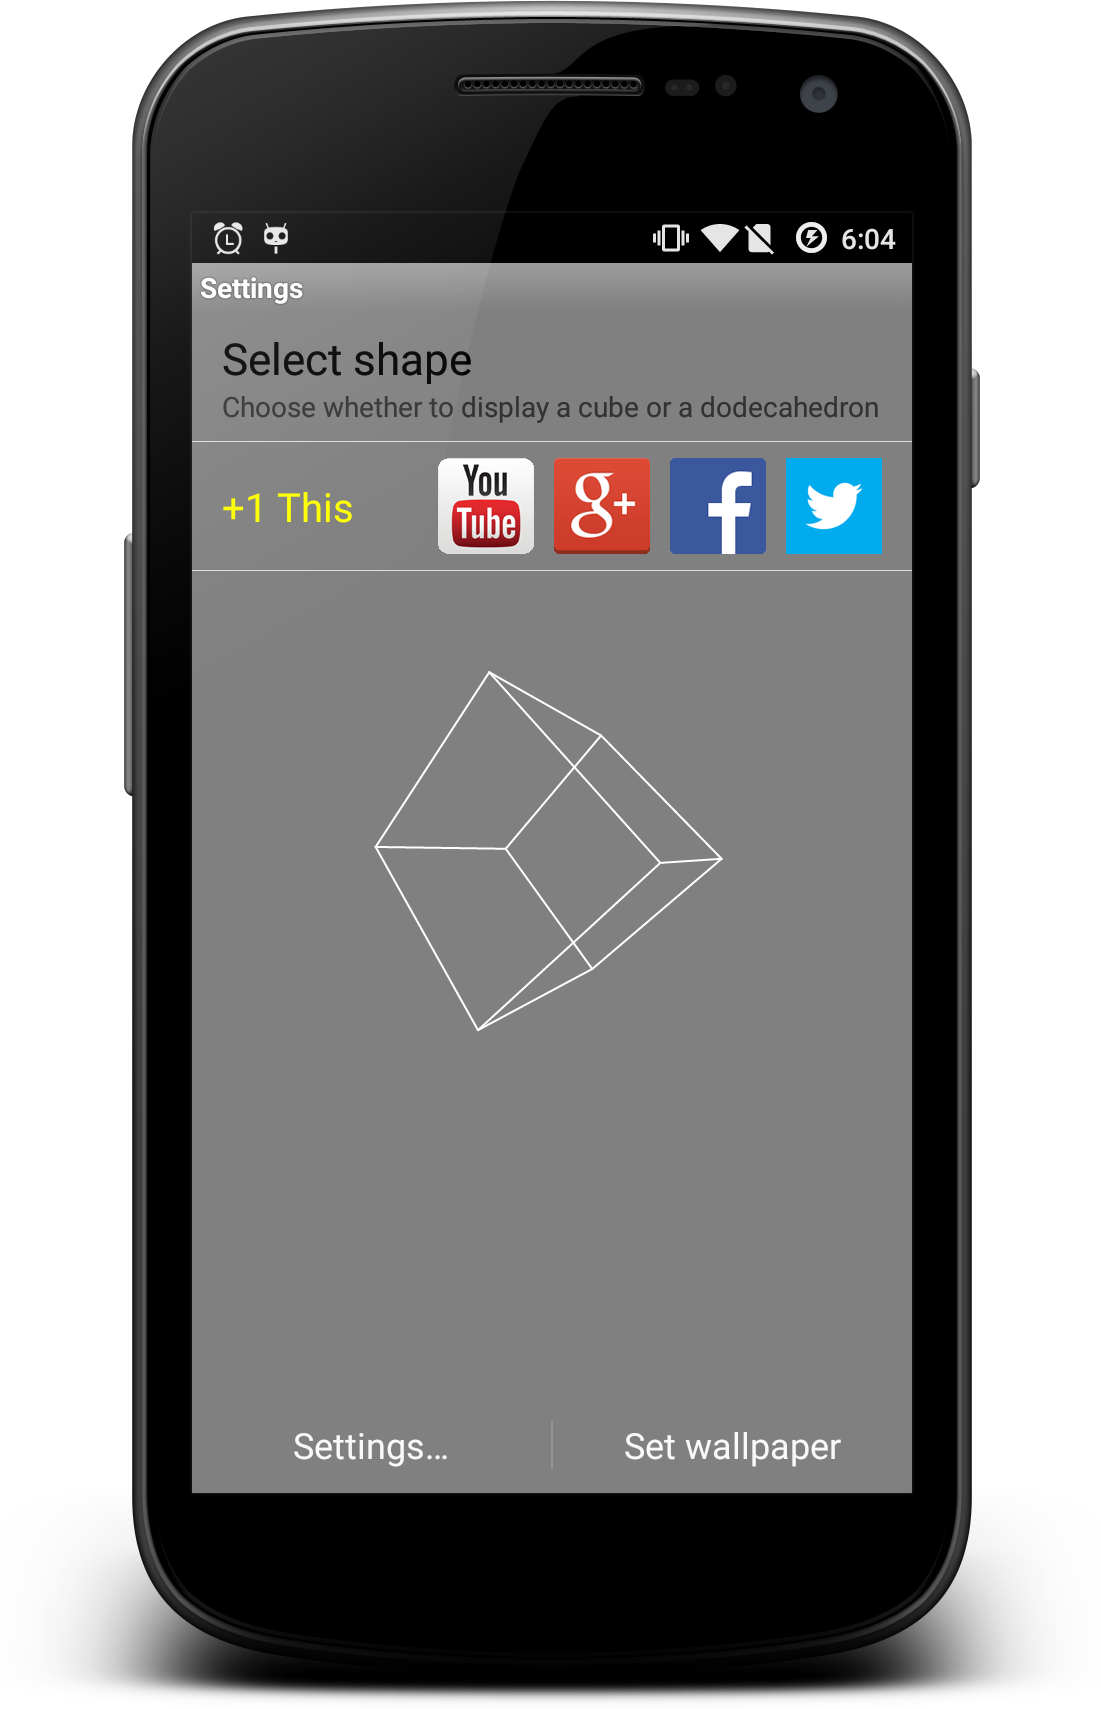 6:04
Settings
Select shape
Choose whether to display a cube or a dodecahedron
+1 This
You
Tube
g+
f
Settings...
Set wallpaper